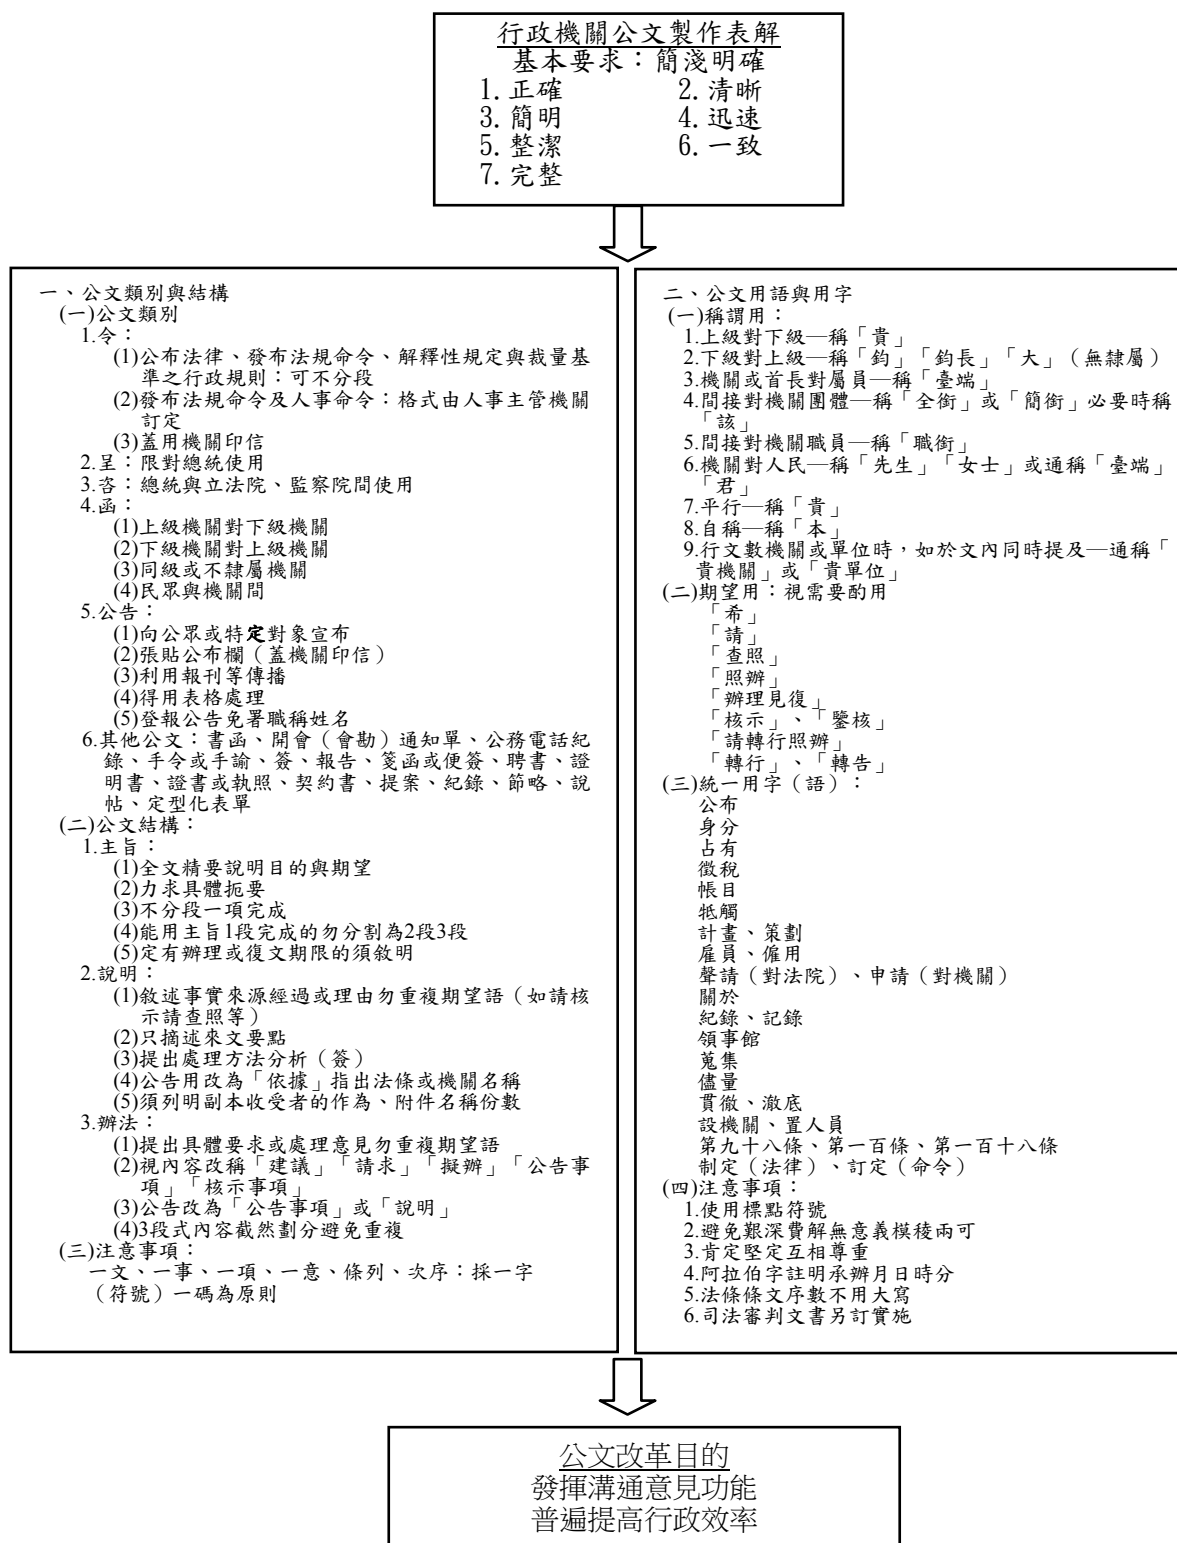 行政機關公文製作表解
基本要求：簡淺明確
1.正確 2.清晰
3.簡明 4.迅速
5.整潔 6.一致
7.完整
一、公文類別與結構
(一)公文類別
1.令：
(1)公布法律、發布法規命令、解釋性規定與裁量基
準之行政規則：可不分段
(2)發布法規命令及人事命令：格式由人事主管機關
訂定
(3)蓋用機關印信
2.呈：限對總統使用
3.咨：總統與立法院、監察院間使用
4.函：
(1)上級機關對下級機關
(2)下級機關對上級機關
(3)同級或不隸屬機關
(4)民眾與機關間
5.公告：
(1)向公眾或特定對象宣布
(2)張貼公布欄（蓋機關印信）
(3)利用報刊等傳播
(4)得用表格處理
(5)登報公告免署職稱姓名
6.其他公文：書函、開會（會勘）通知單、公務電話紀
錄、手令或手諭、簽、報告、箋函或便簽、聘書、證
明書、證書或執照、契約書、提案、紀錄、節略、說
帖、定型化表單
(二)公文結構：
1.主旨：
(1)全文精要說明目的與期望
(2)力求具體扼要
(3)不分段一項完成
(4)能用主旨1段完成的勿分割為2段3段
(5)定有辦理或復文期限的須敘明
2.說明：
(1)敘述事實來源經過或理由勿重複期望語（如請核
示請查照等）
(2)只摘述來文要點
(3)提出處理方法分析（簽）
(4)公告用改為「依據」指出法條或機關名稱
(5)須列明副本收受者的作為、附件名稱份數
3.辦法：
(1)提出具體要求或處理意見勿重複期望語
(2)視內容改稱「建議」「請求」「擬辦」「公告事
項」「核示事項」
(3)公告改為「公告事項」或「說明」
(4)3段式內容截然劃分避免重複
(三)注意事項：
一文、一事、一項、一意、條列、次序：採一字
（符號）一碼為原則
二、公文用語與用字
(一)稱謂用：
1.上級對下級—稱「貴」
2.下級對上級—稱「鈞」「鈞長」「大」（無隸屬）
3.機關或首長對屬員—稱「臺端」
4.間接對機關團體—稱「全銜」或「簡銜」必要時稱
「該」
5.間接對機關職員—稱「職銜」
6.機關對人民—稱「先生」「女士」或通稱「臺端」
「君」
7.平行—稱「貴」
8.自稱—稱「本」
9.行文數機關或單位時，如於文內同時提及—通稱「
貴機關」或「貴單位」
(二)期望用：視需要酌用
「希」
「請」
「查照」
「照辦」
「辦理見復」
「核示」、「鑒核」
「請轉行照辦」
「轉行」、「轉告」
(三)統一用字（語）：
公布
身分
占有
徵稅
帳目
牴觸
計畫、策劃
雇員、僱用
聲請（對法院）、申請（對機關）
關於
紀錄、記錄
領事館
蒐集
儘量
貫徹、澈底
設機關、置人員
第九十八條、第一百條、第一百十八條
制定（法律）、訂定（命令）
(四)注意事項：
1.使用標點符號
2.避免艱深費解無意義模稜兩可
3.肯定堅定互相尊重
4.阿拉伯字註明承辦月日時分
5.法條條文序數不用大寫
6.司法審判文書另訂實施
公文改革目的
發揮溝通意見功能
普遍提高行政效率